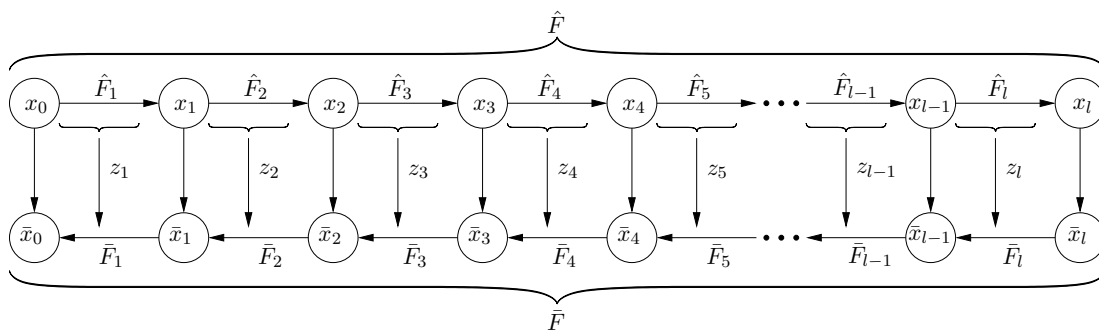 F̂
F̂₁ F̂₂ F̂₃ F̂₄ F̂₅ F̂ₗ₋₁ F̂ₗ
x₀ x₁ x₂ x₃ x₄ ••• xₗ₋₁ xₗ
z₁ z₂ z₃ z₄ z₅ zₗ₋₁ zₗ
x̄₀ x̄₁ x̄₂ x̄₃ x̄₄ ••• x̄ₗ₋₁ x̄ₗ
F̄₁ F̄₂ F̄₃ F̄₄ F̄₅ F̄ₗ₋₁ F̄ₗ
F̄